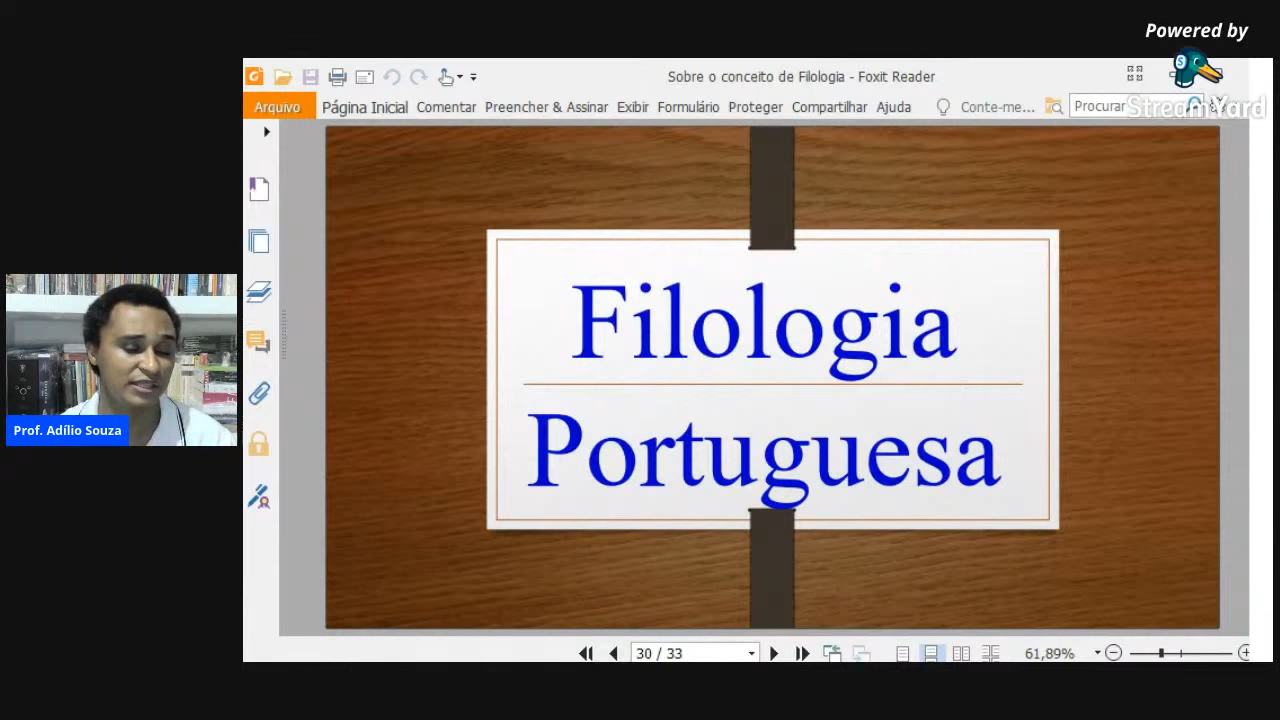 Powered by
StreamYard
Sobre o conceito de Filologia - Foxit Reader
Arquivo Página Inicial Comentar Preencher & Assinar Exibir Formulário Proteger Compartilhar Ajuda Conte-me... Procurar
Filologia
Portuguesa
Prof. Adílio Souza
30 / 33
61,89%